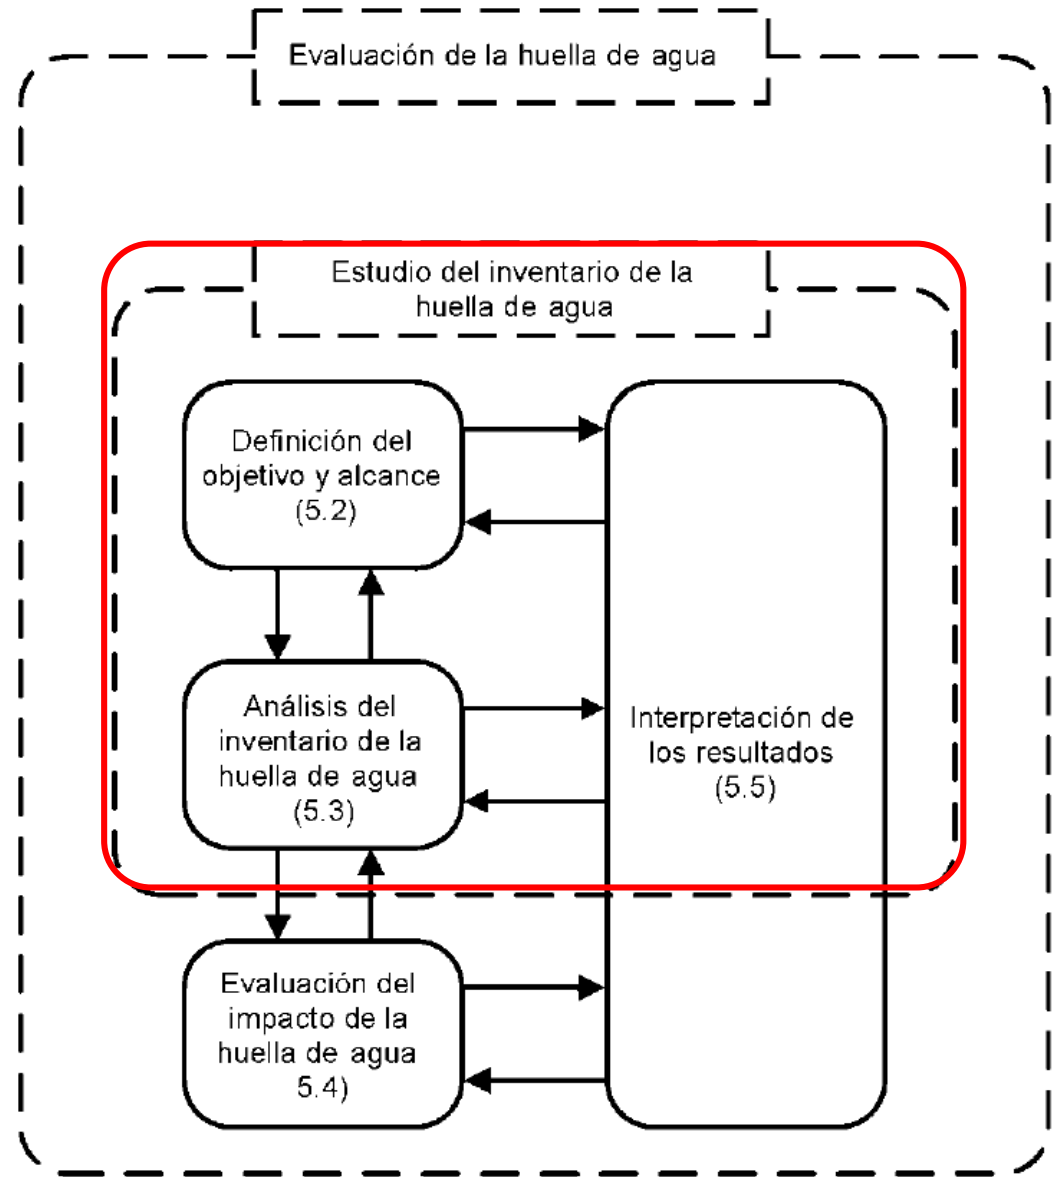 Evaluación de la huella de agua
Estudio del inventario de la
huella de agua
Definición del
objetivo y alcance
(5.2)
Análisis del
inventario de la
huella de agua
(5.3)
Interpretación de
los resultados
(5.5)
Evaluación del
impacto de la
huella de agua
5.4)